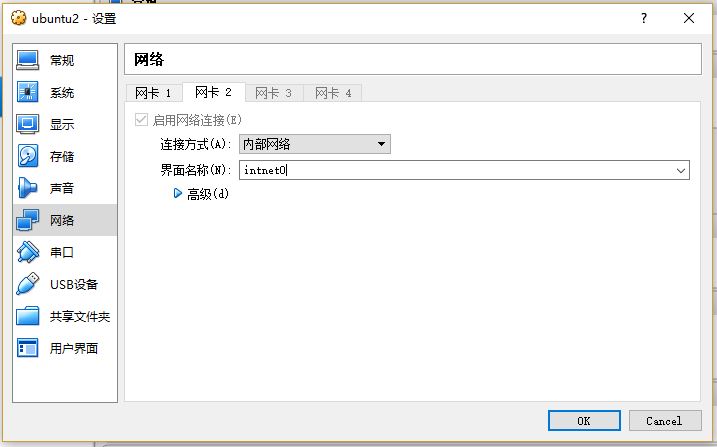 ubuntu2 - 设置
常规
系统
显示
存储
声音
网络
串口
USB设备
共享文件夹
用户界面
网络
网卡 1 网卡 2 网卡 3 网卡 4
启用网络连接(E)
连接方式(A): 内部网络
界面名称(N): intnet0
高级(d)
OK Cancel